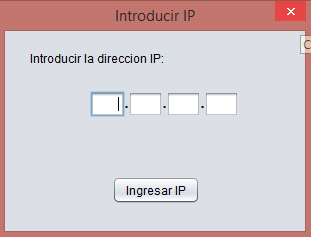 Introducir IP
Introducir la direccion IP:
. . .
Ingresar IP